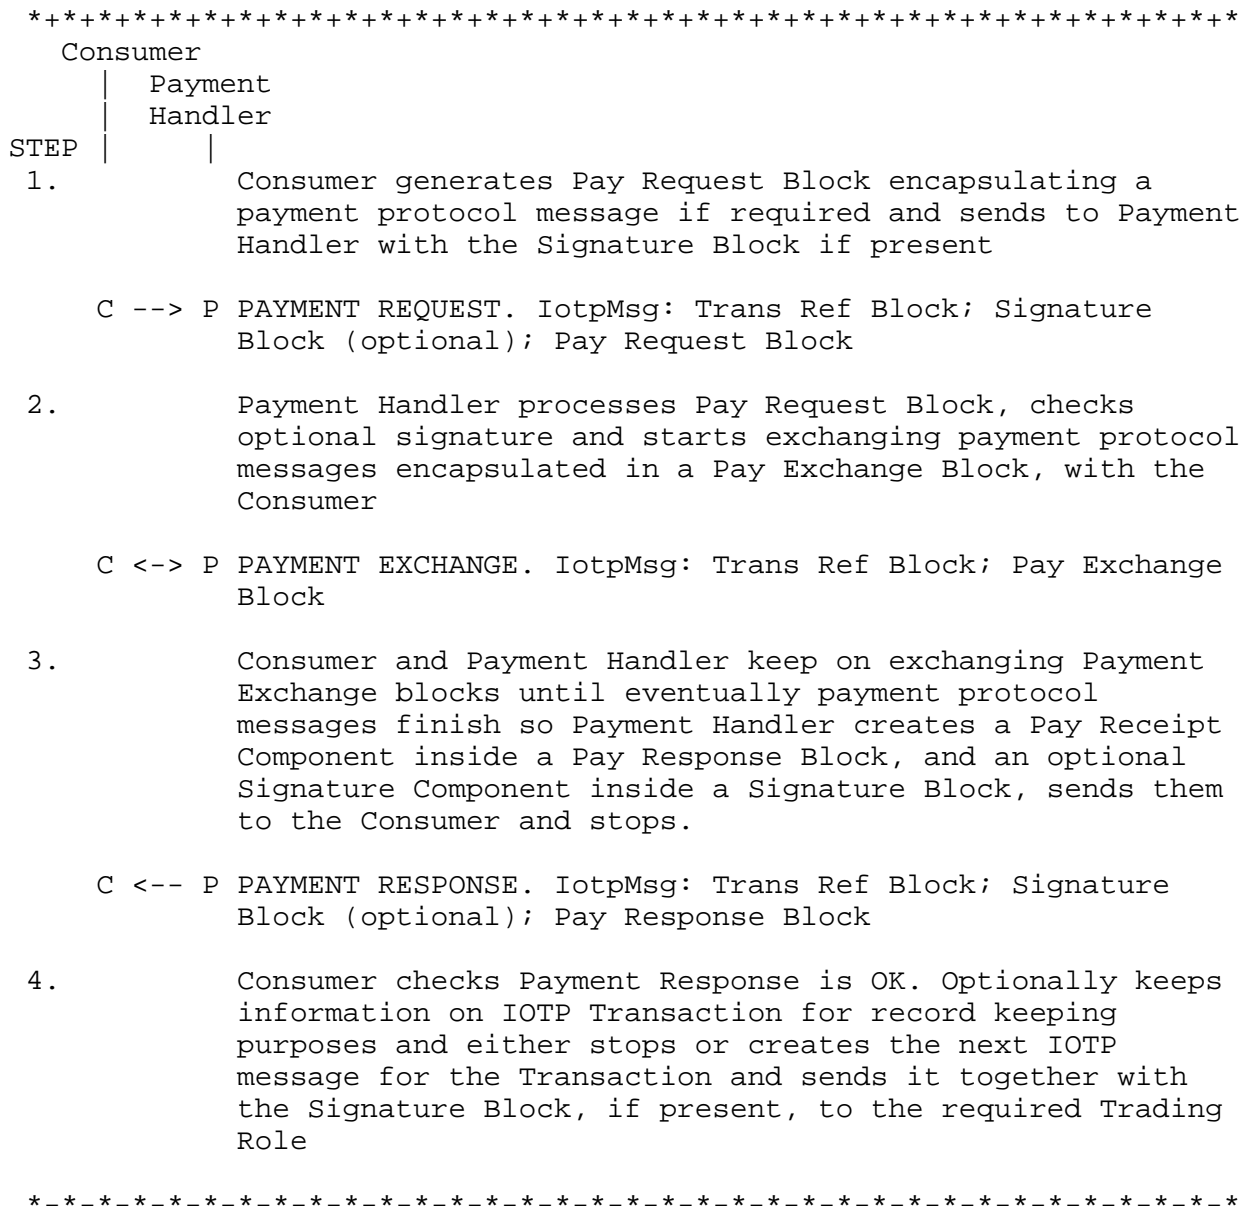 *+*+*+*+*+*+*+*+*+*+*+*+*+*+*+*+*+*+*+*+*+*+*+*+*+*+*+*+*+*+*+*+*+*+*
Consumer
| Payment
| Handler
STEP | |
1. Consumer generates Pay Request Block encapsulating a
payment protocol message if required and sends to Payment
Handler with the Signature Block if present
C --> P PAYMENT REQUEST. IotpMsg: Trans Ref Block; Signature
Block (optional); Pay Request Block
2. Payment Handler processes Pay Request Block, checks
optional signature and starts exchanging payment protocol
messages encapsulated in a Pay Exchange Block, with the
Consumer
C <-> P PAYMENT EXCHANGE. IotpMsg: Trans Ref Block; Pay Exchange
Block
3. Consumer and Payment Handler keep on exchanging Payment
Exchange blocks until eventually payment protocol
messages finish so Payment Handler creates a Pay Receipt
Component inside a Pay Response Block, and an optional
Signature Component inside a Signature Block, sends them
to the Consumer and stops.
C <-- P PAYMENT RESPONSE. IotpMsg: Trans Ref Block; Signature
Block (optional); Pay Response Block
4. Consumer checks Payment Response is OK. Optionally keeps
information on IOTP Transaction for record keeping
purposes and either stops or creates the next IOTP
message for the Transaction and sends it together with
the Signature Block, if present, to the required Trading
Role
*-*-*-*-*-*-*-*-*-*-*-*-*-*-*-*-*-*-*-*-*-*-*-*-*-*-*-*-*-*-*-*-*-*-*